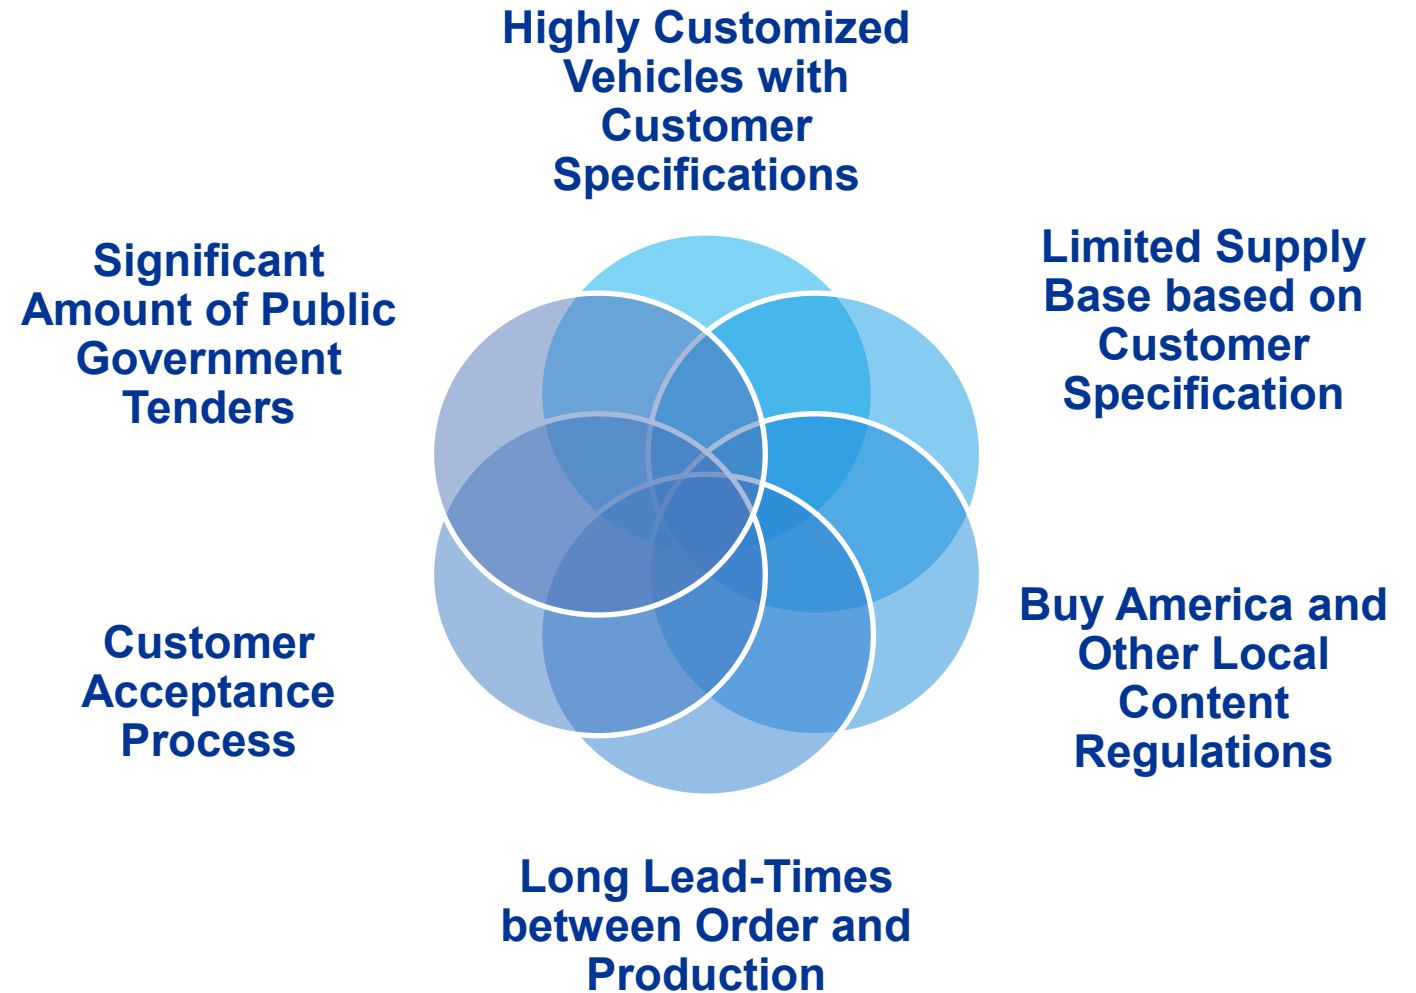 Highly Customized
Vehicles with
Customer
Specifications
Limited Supply
Base based on
Customer
Specification
Buy America and
Other Local
Content
Regulations
Long Lead-Times
between Order and
Production
Customer
Acceptance
Process
Significant
Amount of Public
Government
Tenders